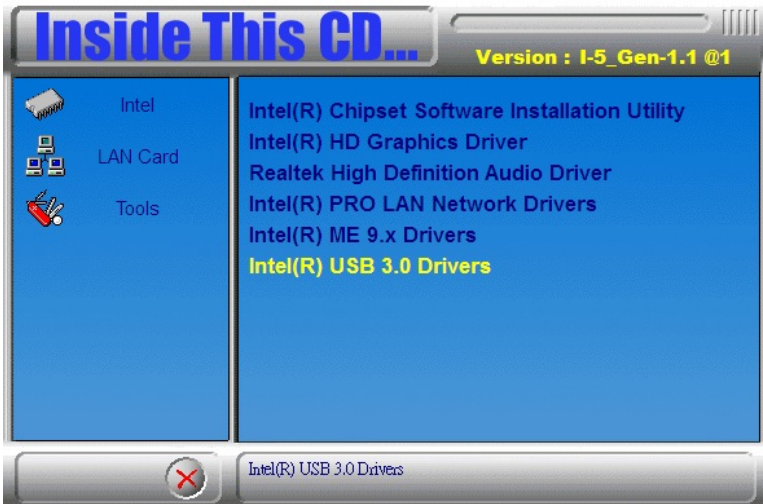 Inside This CD...
Version : I-5_Gen-1.1 @1
Intel
LAN Card
Tools
Intel(R) Chipset Software Installation Utility
Intel(R) HD Graphics Driver
Realtek High Definition Audio Driver
Intel(R) PRO LAN Network Drivers
Intel(R) ME 9.x Drivers
Intel(R) USB 3.0 Drivers
Intel(R) USB 3.0 Drivers